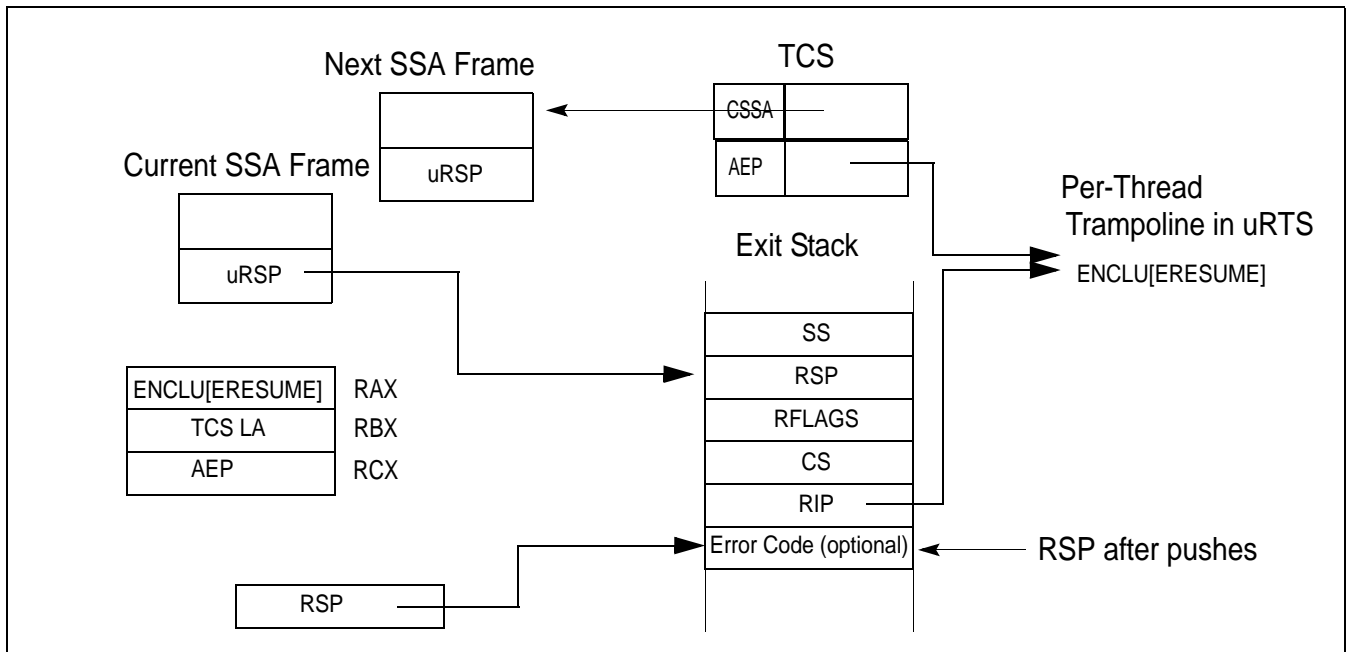 Next SSA Frame
TCS
CSSA
Current SSA Frame
uRSP
AEP
Per-Thread
Trampoline in uRTS
Exit Stack
uRSP
ENCLU[ERESUME]
SS
RSP
ENCLU[ERESUME] RAX
RFLAGS
TCS LA RBX
CS
AEP RCX
RIP
Error Code (optional)
RSP after pushes
RSP